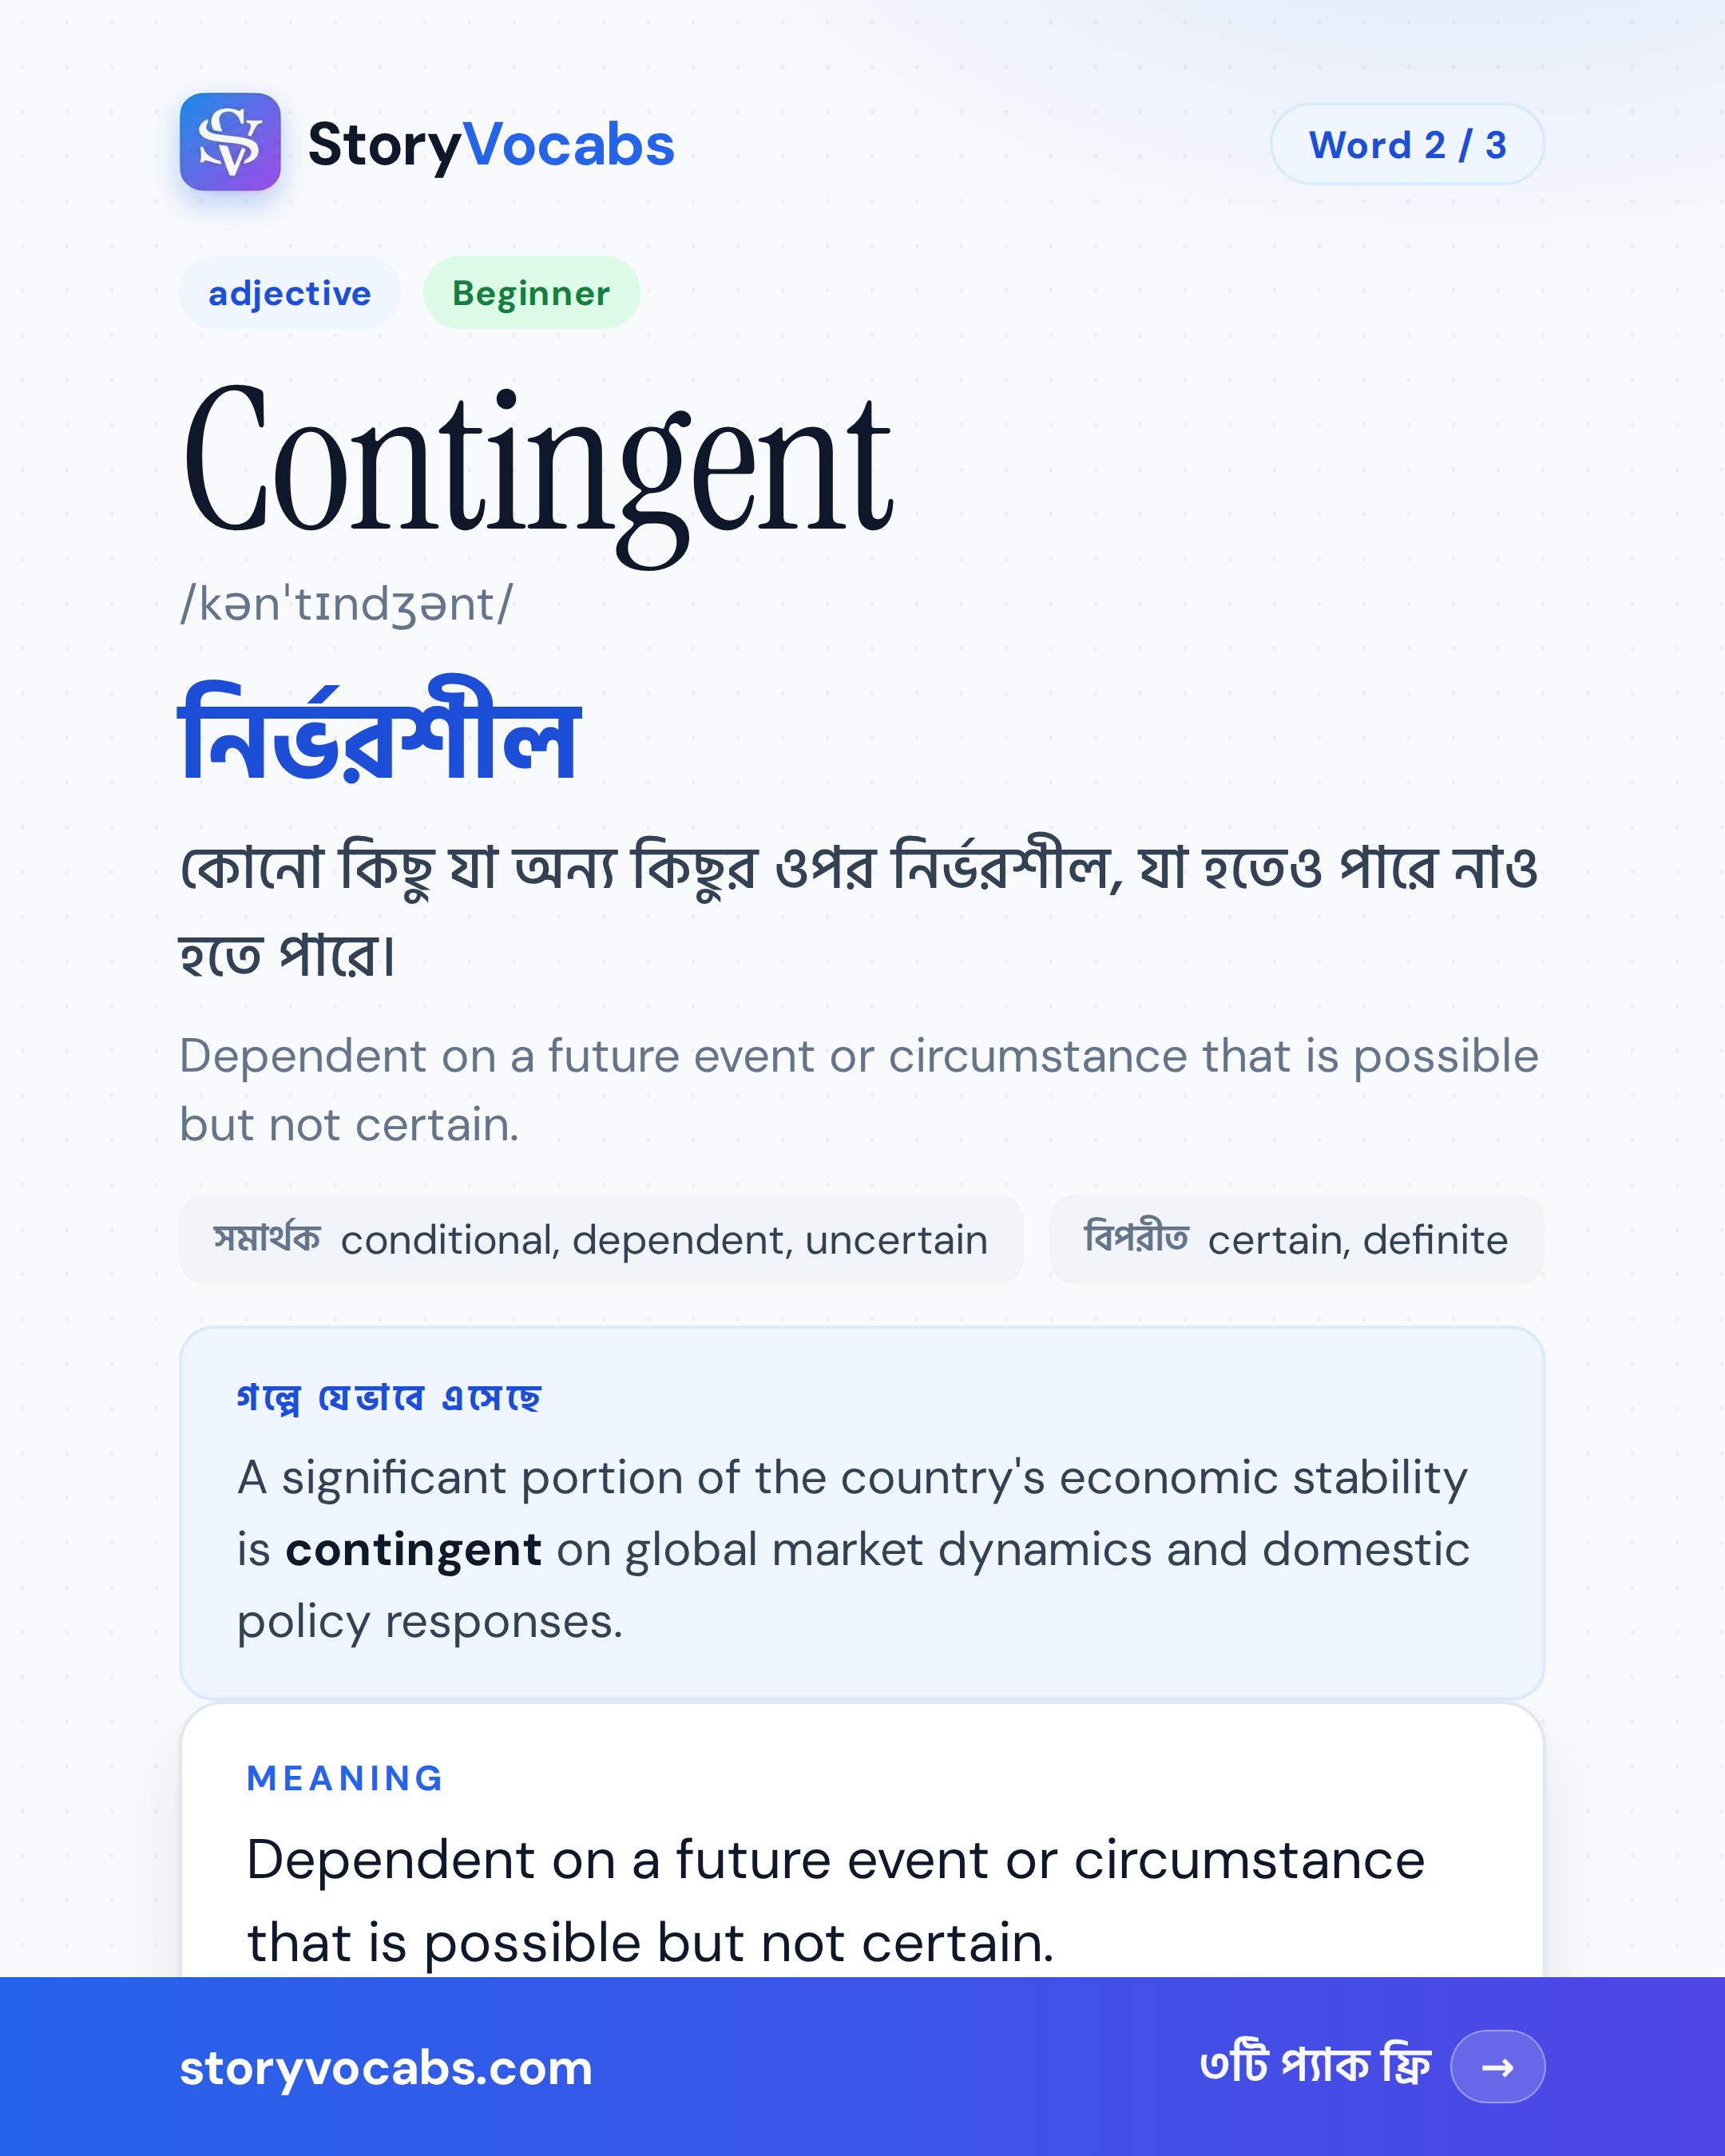 StoryVocabs
Word 2 / 3
adjective
Beginner
Contingent
/kənˈtɪndʒənt/
নির্ভরশীল
কোনো কিছু যা অন্য কিছুর ওপর নির্ভরশীল, যা হতেও পারে নাও
হতে পারে।
Dependent on a future event or circumstance that is possible
but not certain.
সমার্থক conditional, dependent, uncertain
বিপরীত certain, definite
গল্পে যেভাবে এসেছে
A significant portion of the country's economic stability
is contingent on global market dynamics and domestic
policy responses.
MEANING
Dependent on a future event or circumstance
that is possible but not certain.
storyvocabs.com
৩টি প্যাক ফ্রি →